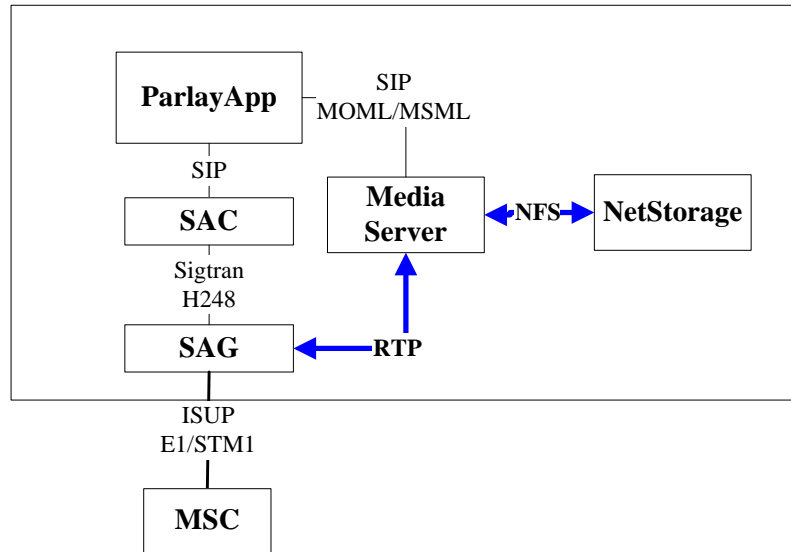 ParlayApp
SIP
MOML/MSML
SIP
Media
Server
NFS
NetStorage
SAC
Sigtran
H248
SAG
RTP
ISUP
E1/STM1
MSC